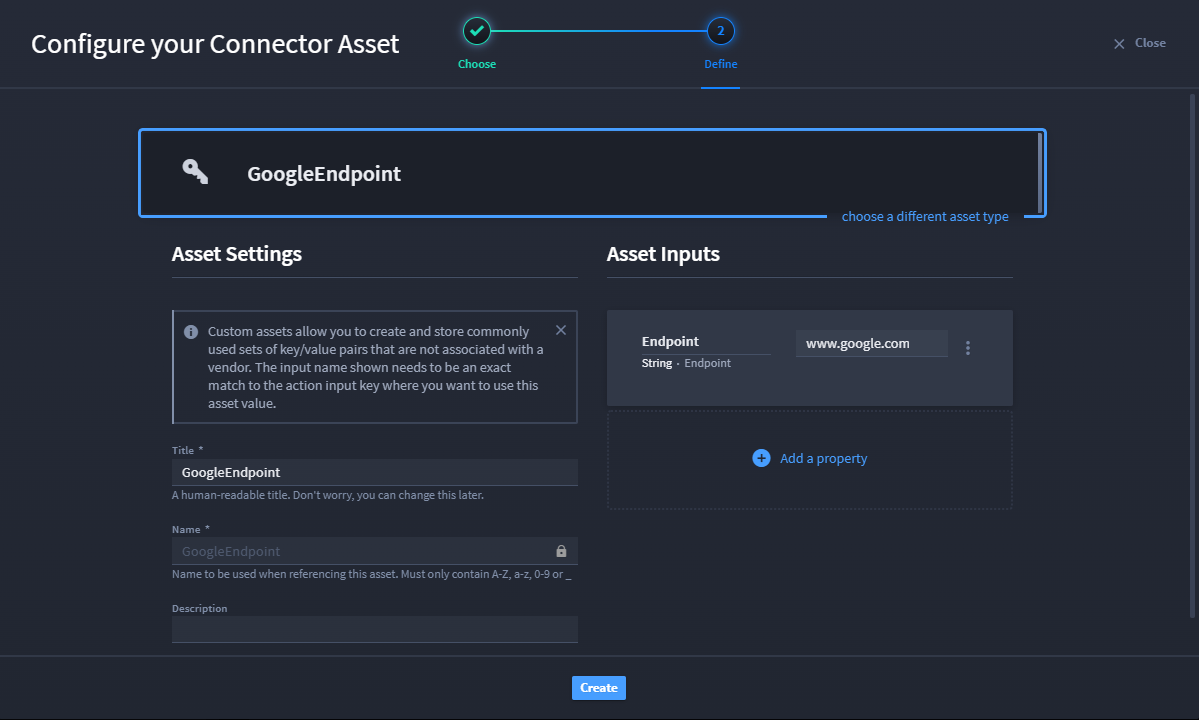 Configure your Connector Asset
Choose
2
Define
Close
GoogleEndpoint
choose a different asset type
Asset Settings
Custom assets allow you to create and store commonly
used sets of key/value pairs that are not associated with a
vendor. The input name shown needs to be an exact
match to the action input key where you want to use this
asset value.
Title *
GoogleEndpoint
A human-readable title. Don't worry, you can change this later.
Name *
GoogleEndpoint
Name to be used when referencing this asset. Must only contain A-Z, a-z, 0-9 or _
Description
Asset Inputs
Endpoint
www.google.com
String · Endpoint
Add a property
Create